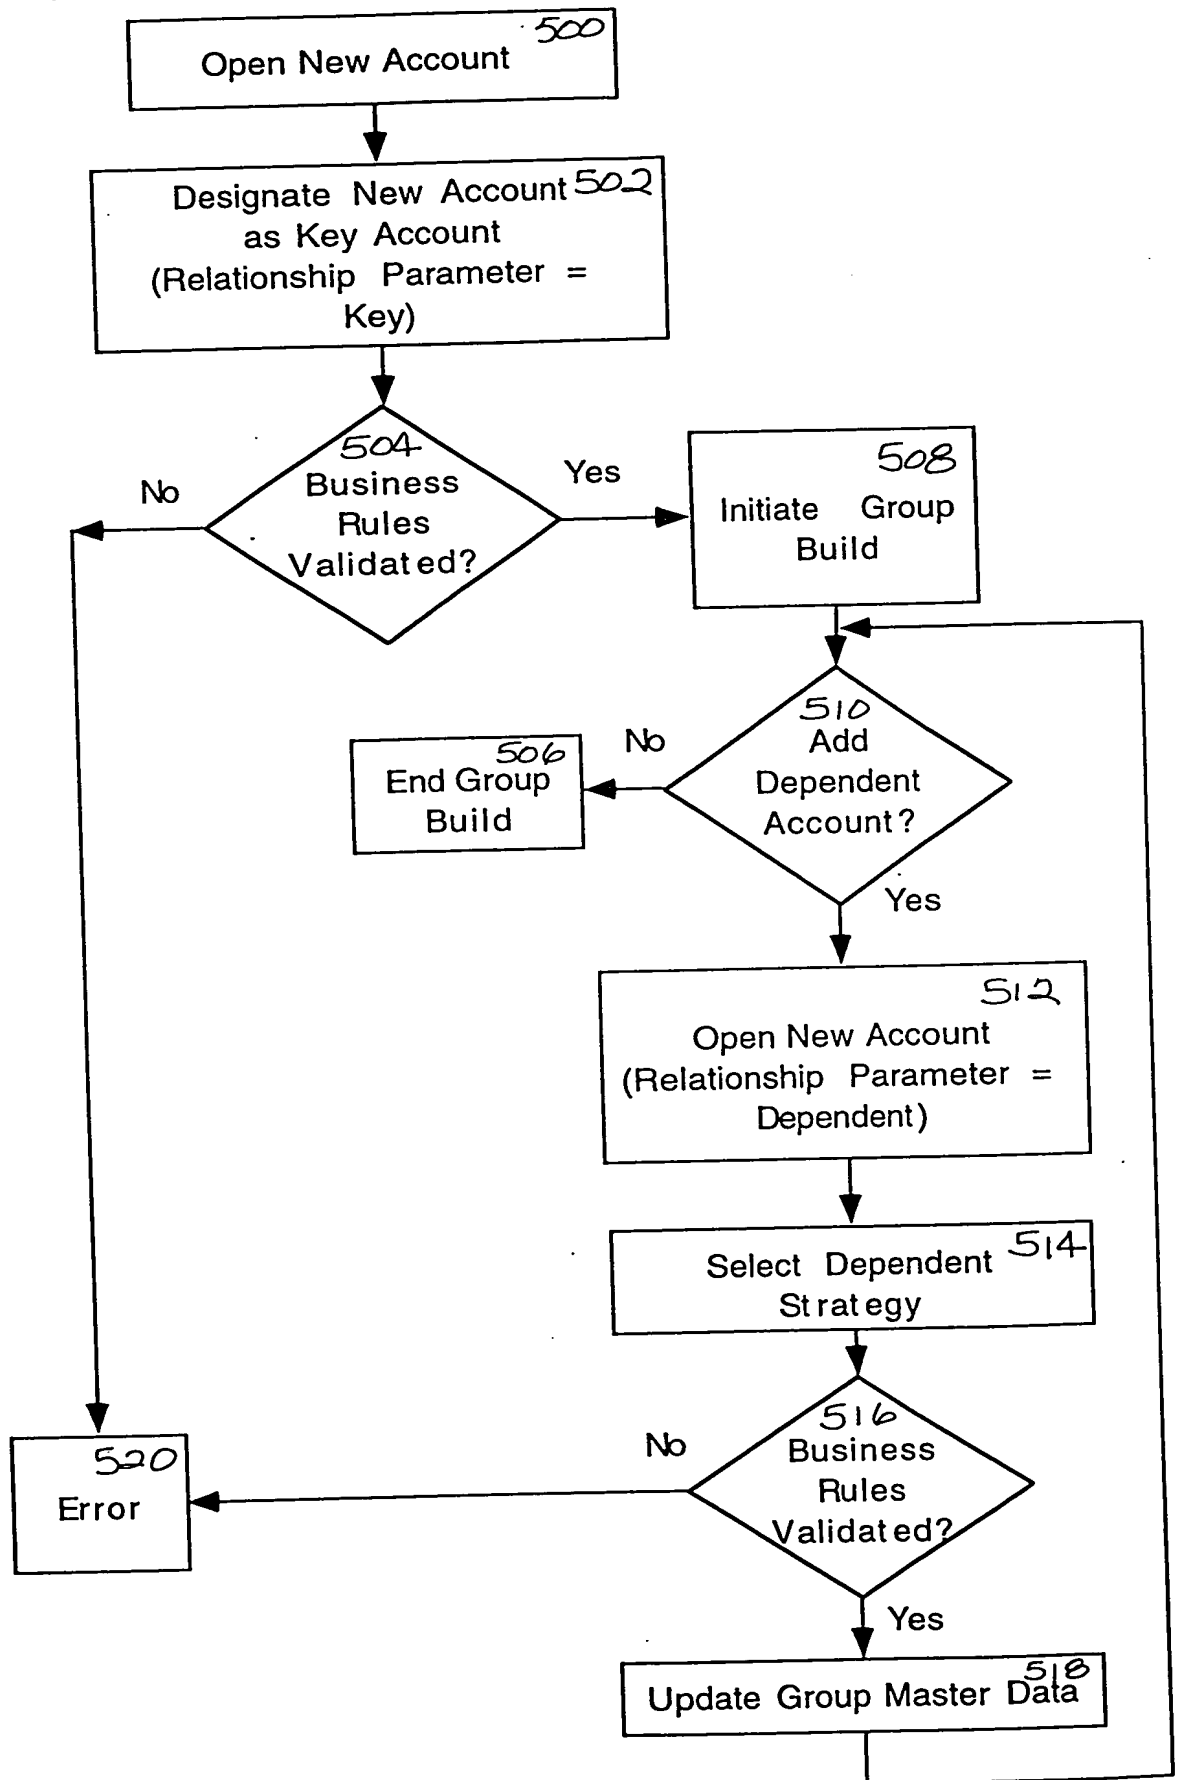 500
Open New Account
502
Designate New Account
as Key Account
(Relationship Parameter =
Key)
504
Business
Rules
Validated?
No
Yes
508
Initiate Group
Build
510
Add
Dependent
Account?
No
506
End Group
Build
Yes
512
Open New Account
(Relationship Parameter =
Dependent)
514
Select Dependent
Strategy
516
Business
Rules
Validated?
No
520
Error
Yes
518
Update Group Master Data